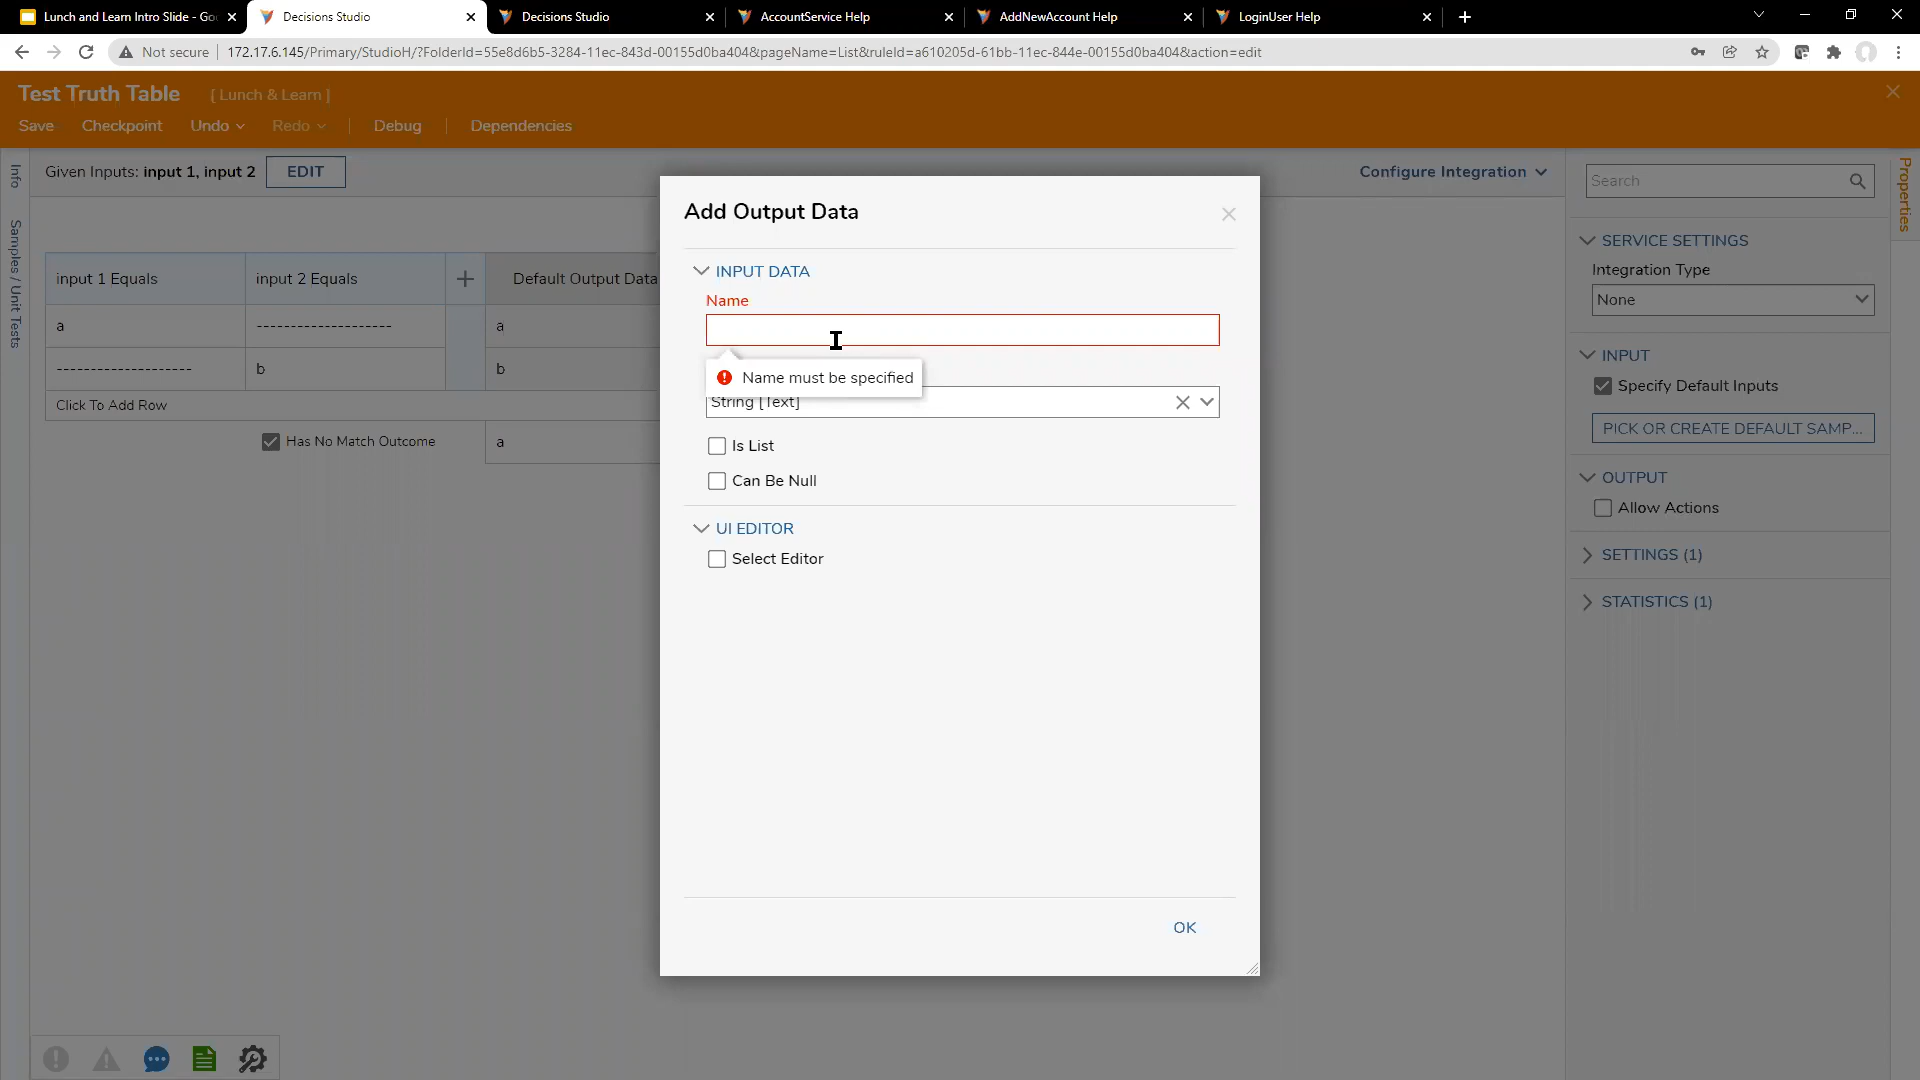 Lunch and Learn Intro Slide - Goo
Decisions Studio
Decisions Studio
AccountService Help
AddNewAccount Help
LoginUser Help
Not secure
172.17.6.145/Primary/StudioH/?FolderId=55e8d6b5-3284-11ec-843d-00155d0ba404&pageName=List&ruleId=a610205d-61bb-11ec-844e-00155d0ba404&action=edit
Test Truth Table
[ Lunch & Learn ]
Save
Checkpoint
Undo
Redo
Debug
Dependencies
Info
Samples / Unit Tests
Given Inputs: input 1, input 2
EDIT
Configure Integration
input 1 Equals
input 2 Equals
Default Output Data
a
--------------------
a
--------------------
b
b
Click To Add Row
Has No Match Outcome
a
Add Output Data
INPUT DATA
Name
Name must be specified
String [Text]
Is List
Can Be Null
UI EDITOR
Select Editor
OK
Search
Properties
SERVICE SETTINGS
Integration Type
None
INPUT
Specify Default Inputs
PICK OR CREATE DEFAULT SAMP...
OUTPUT
Allow Actions
SETTINGS (1)
STATISTICS (1)